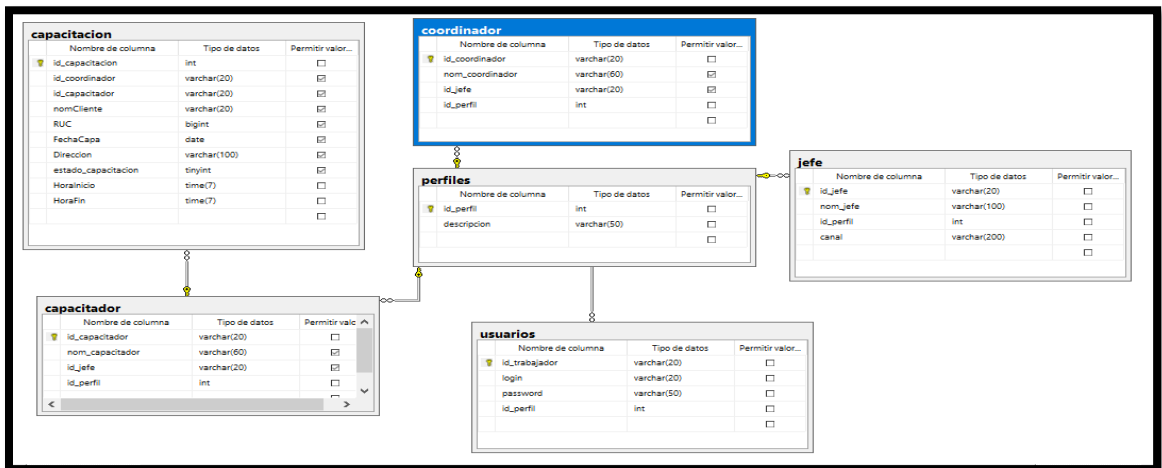 capacitacion
Nombre de columna Tipo de datos Permitir valor...
id_capacitacion int
id_coordinador varchar(20)
id_capacitador varchar(20)
nomCliente varchar(20)
RUC bigint
FechaCapa date
Direccion varchar(100)
estado_capacitacion tinyint
HoraInicio time(7)
HoraFin time(7)
coordinador
Nombre de columna Tipo de datos Permitir valor...
id_coordinador varchar(20)
nom_coordinador varchar(60)
id_jefe varchar(20)
id_perfil int
perfiles
Nombre de columna Tipo de datos Permitir valor...
id_perfil int
descripcion varchar(50)
jefe
Nombre de columna Tipo de datos Permitir valor...
id_jefe varchar(20)
nom_jefe varchar(100)
id_perfil int
canal varchar(200)
capacitador
Nombre de columna Tipo de datos Permitir valc
id_capacitador varchar(20)
nom_capacitador varchar(60)
id_jefe varchar(20)
id_perfil int
usuarios
Nombre de columna Tipo de datos Permitir valor...
id_trabajador varchar(20)
login varchar(20)
password varchar(50)
id_perfil int